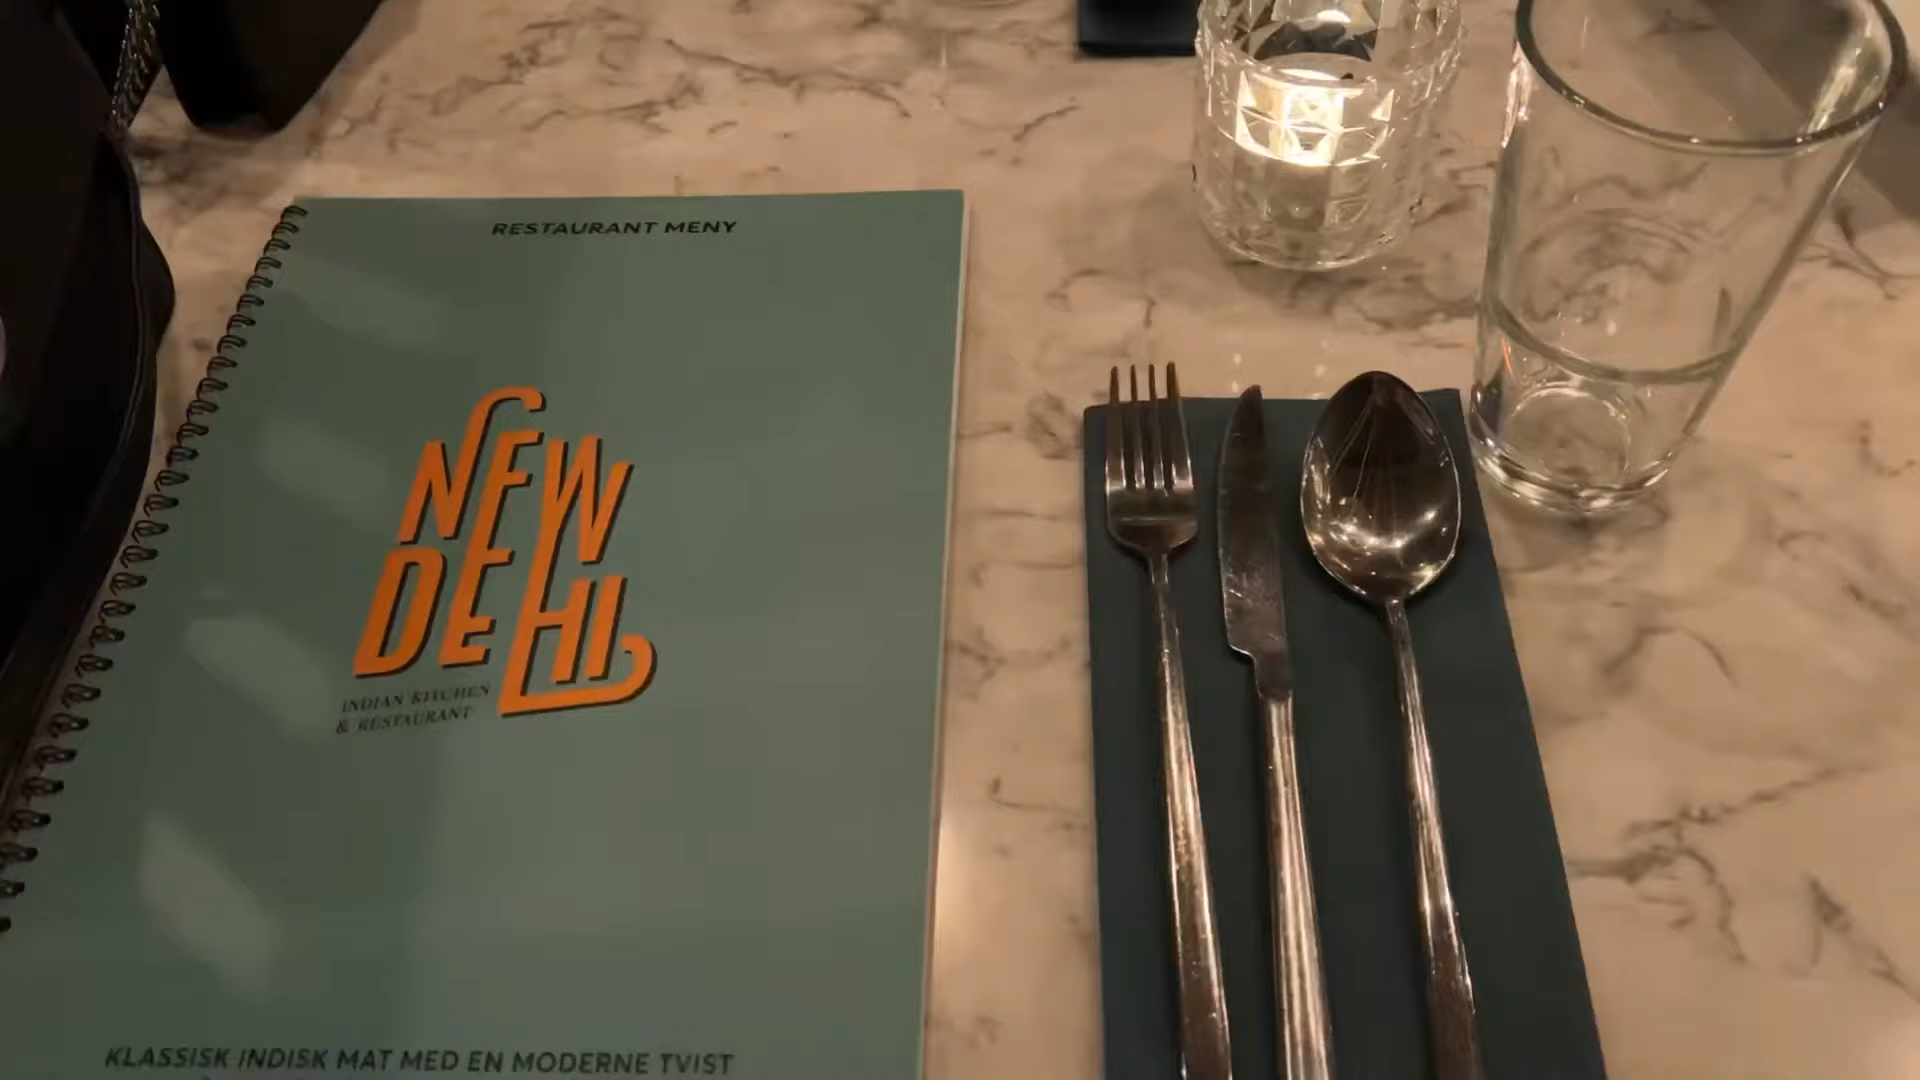 RESTAURANT MENY
NEW
DELHI
INDIAN KITCHEN
& RESTAURANT
KLASSISK INDISK MAT MED EN MODERNE TVIST